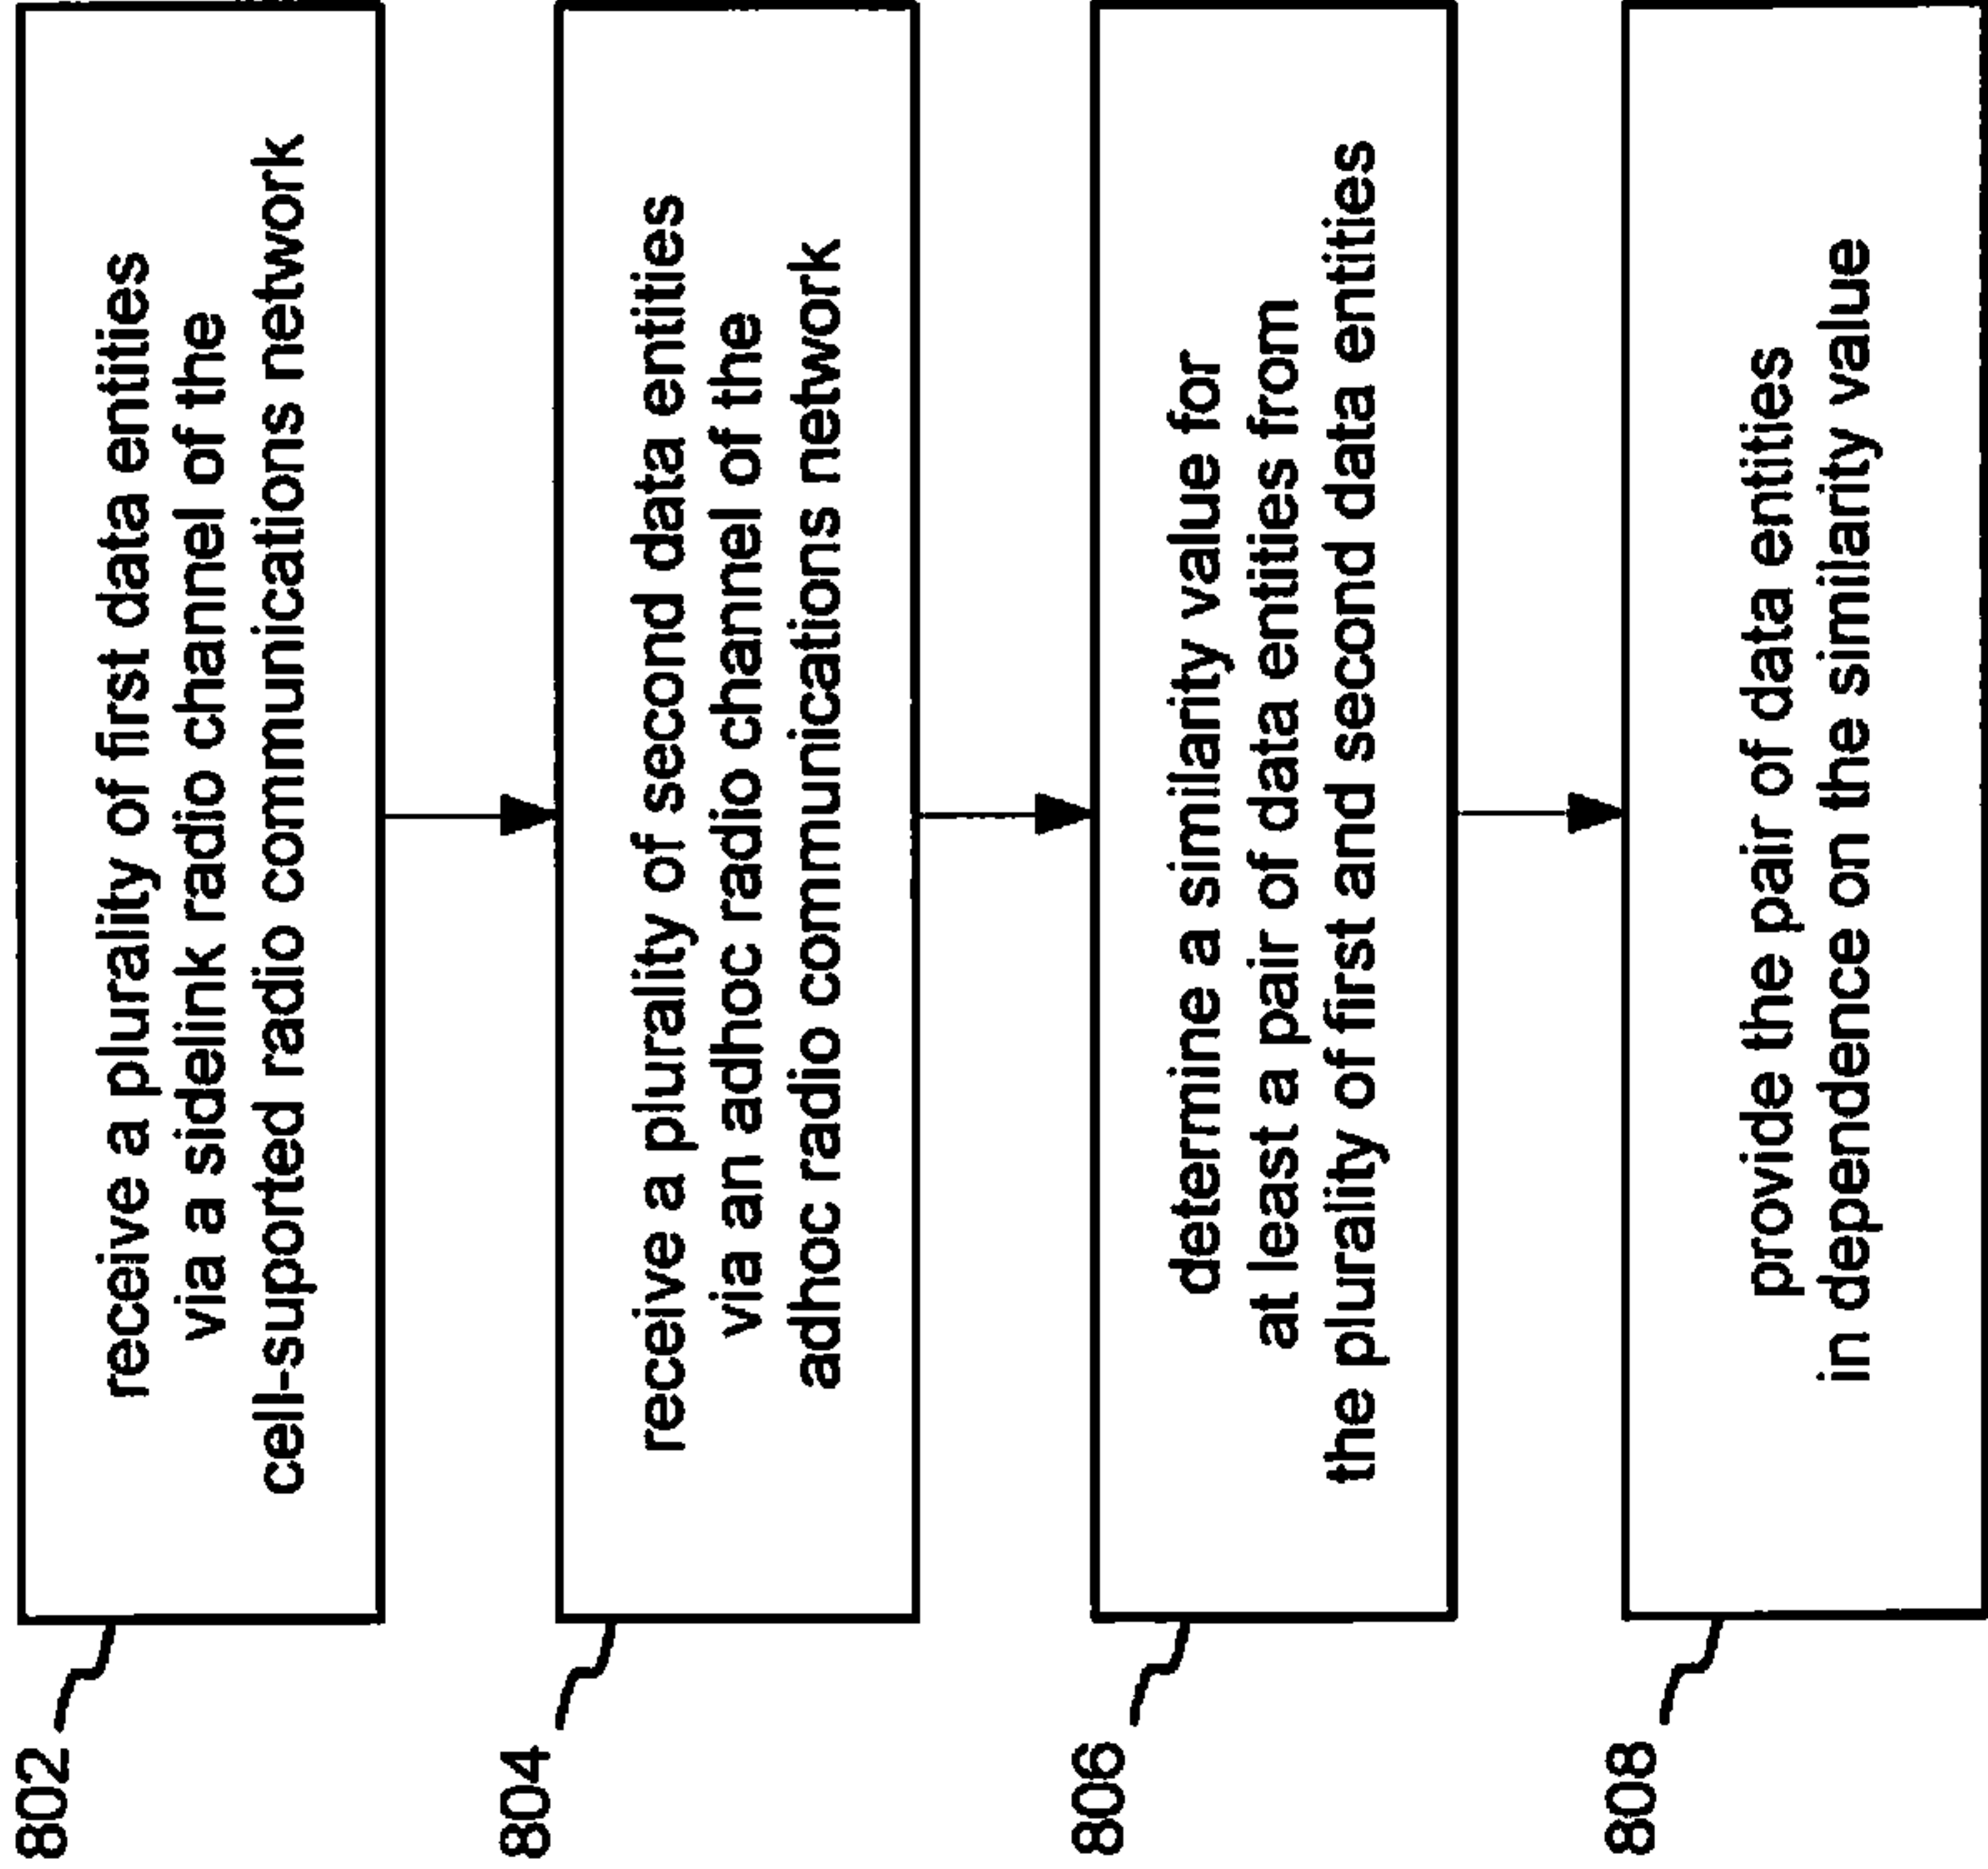 802
receive a plurality of first data entities
via a sidelink radio channel of the
cell-suported radio communications network
804
receive a plurality of second data entities
via an adhoc radio channel of the
adhoc radio communications network
806
determine a similarity value for
at least a pair of data entities from
the plurality of first and second data entities
808
provide the pair of data entities
in dependence on the similarity value